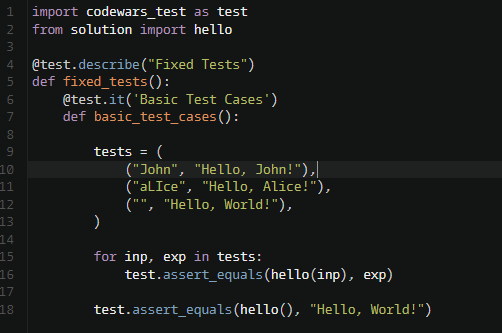 1 import codewars_test as test
2 from solution import hello
3
4 @test.describe("Fixed Tests")
5 def fixed_tests():
6     @test.it('Basic Test Cases')
7     def basic_test_cases():
8
9         tests = (
10             ("John", "Hello, John!"),
11             ("aLIce", "Hello, Alice!"),
12             ("", "Hello, World!"),
13         )
14
15         for inp, exp in tests:
16             test.assert_equals(hello(inp), exp)
17
18         test.assert_equals(hello(), "Hello, World!")